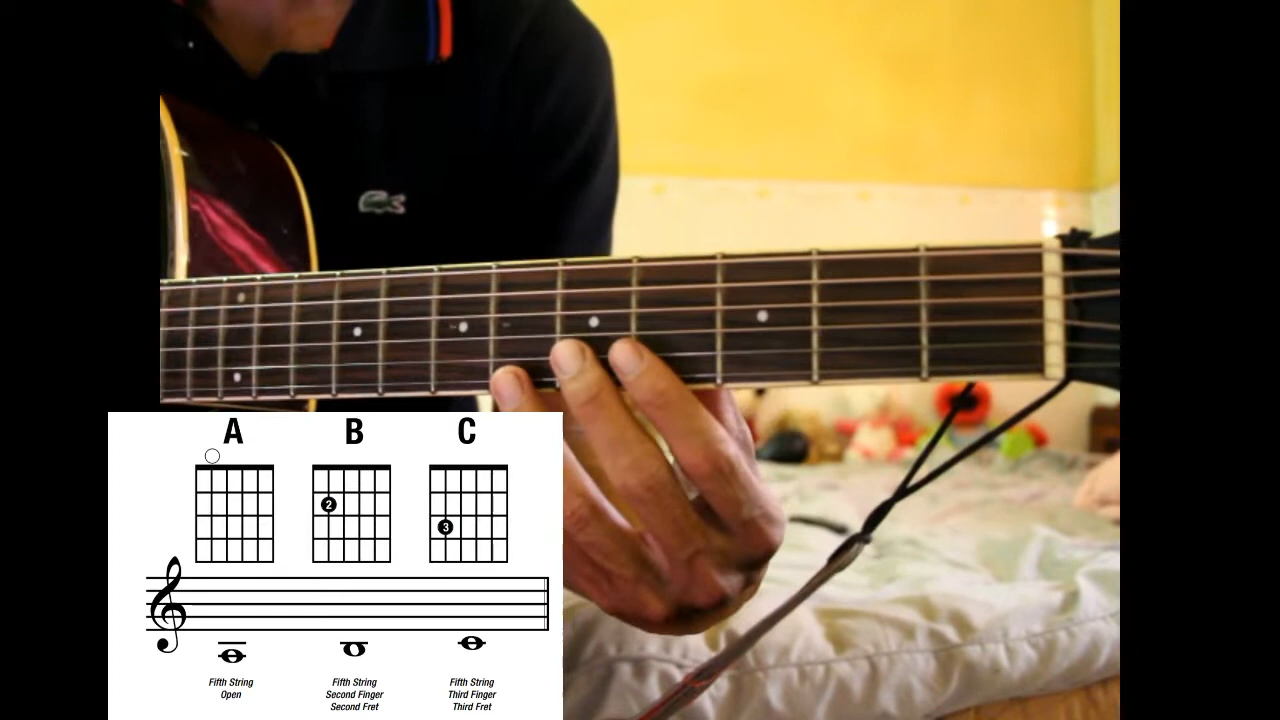 A B C
2
3
Fifth String Fifth String Fifth String
Open Second Finger Third Finger
Second Fret Third Fret